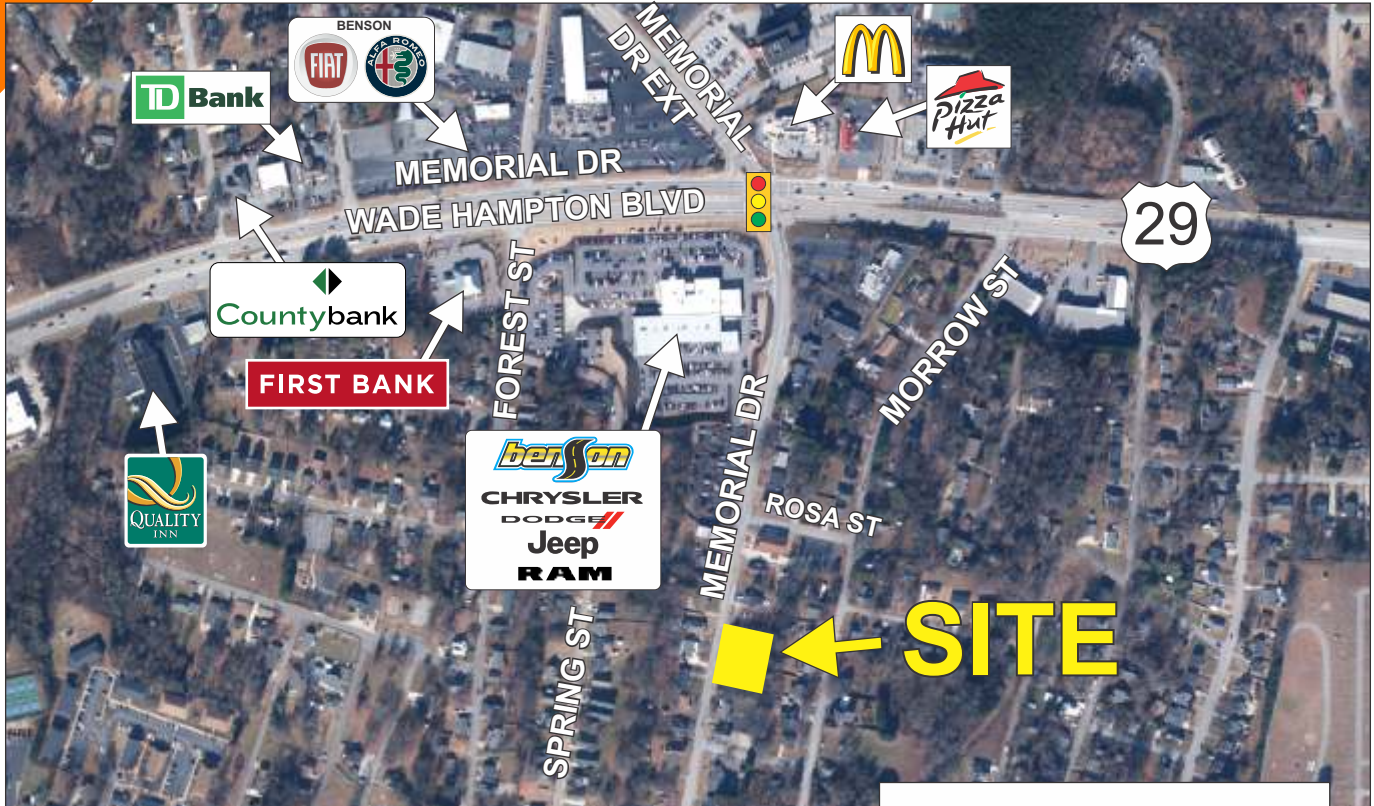 BENSON
FIAT
ALFA ROMEO
TD Bank
MEMORIAL
DR EXT
M
Pizza
Hut
MEMORIAL DR
WADE HAMPTON BLVD
29
Countybank
FIRST BANK
FOREST ST
MORROW ST
QUALITY
INN
benson
CHRYSLER
DODGE
Jeep
RAM
MEMORIAL DR
ROSA ST
SITE
SPRING ST